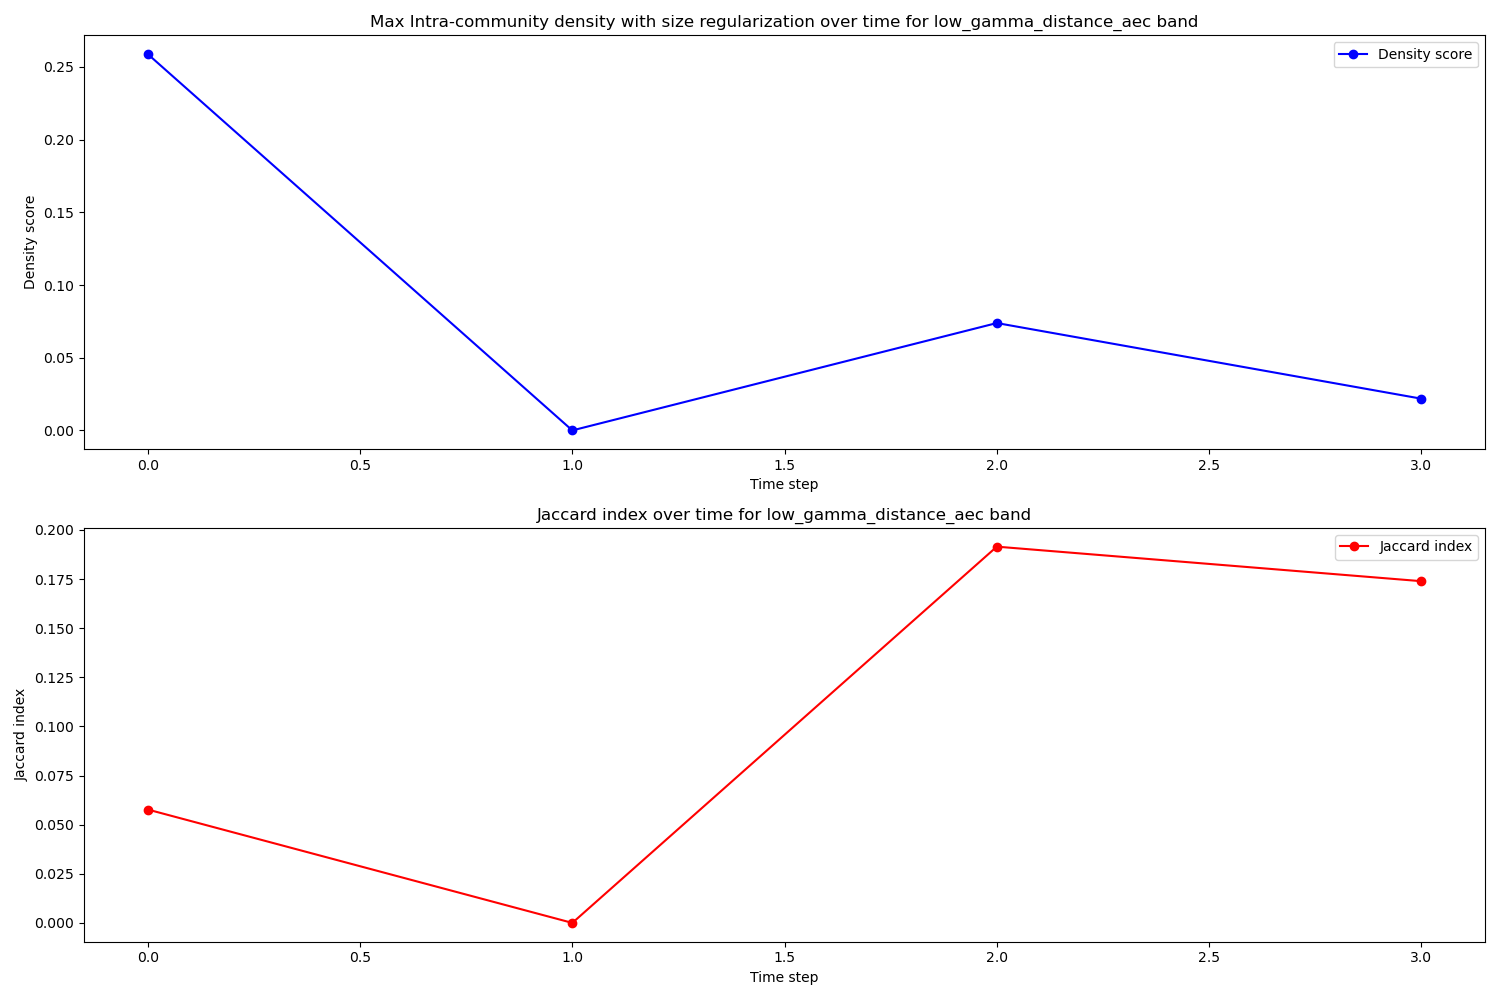 Max Intra-community density with size regularization over time for low_gamma_distance_aec band
Density score
0.25
0.20
0.15
0.10
0.05
0.00
Density score
0.0 0.5 1.0 1.5 2.0 2.5 3.0
Time step
Jaccard index over time for low_gamma_distance_aec band
Jaccard index
0.200
0.175
0.150
0.125
0.100
0.075
0.050
0.025
0.000
Jaccard index
0.0 0.5 1.0 1.5 2.0 2.5 3.0
Time step